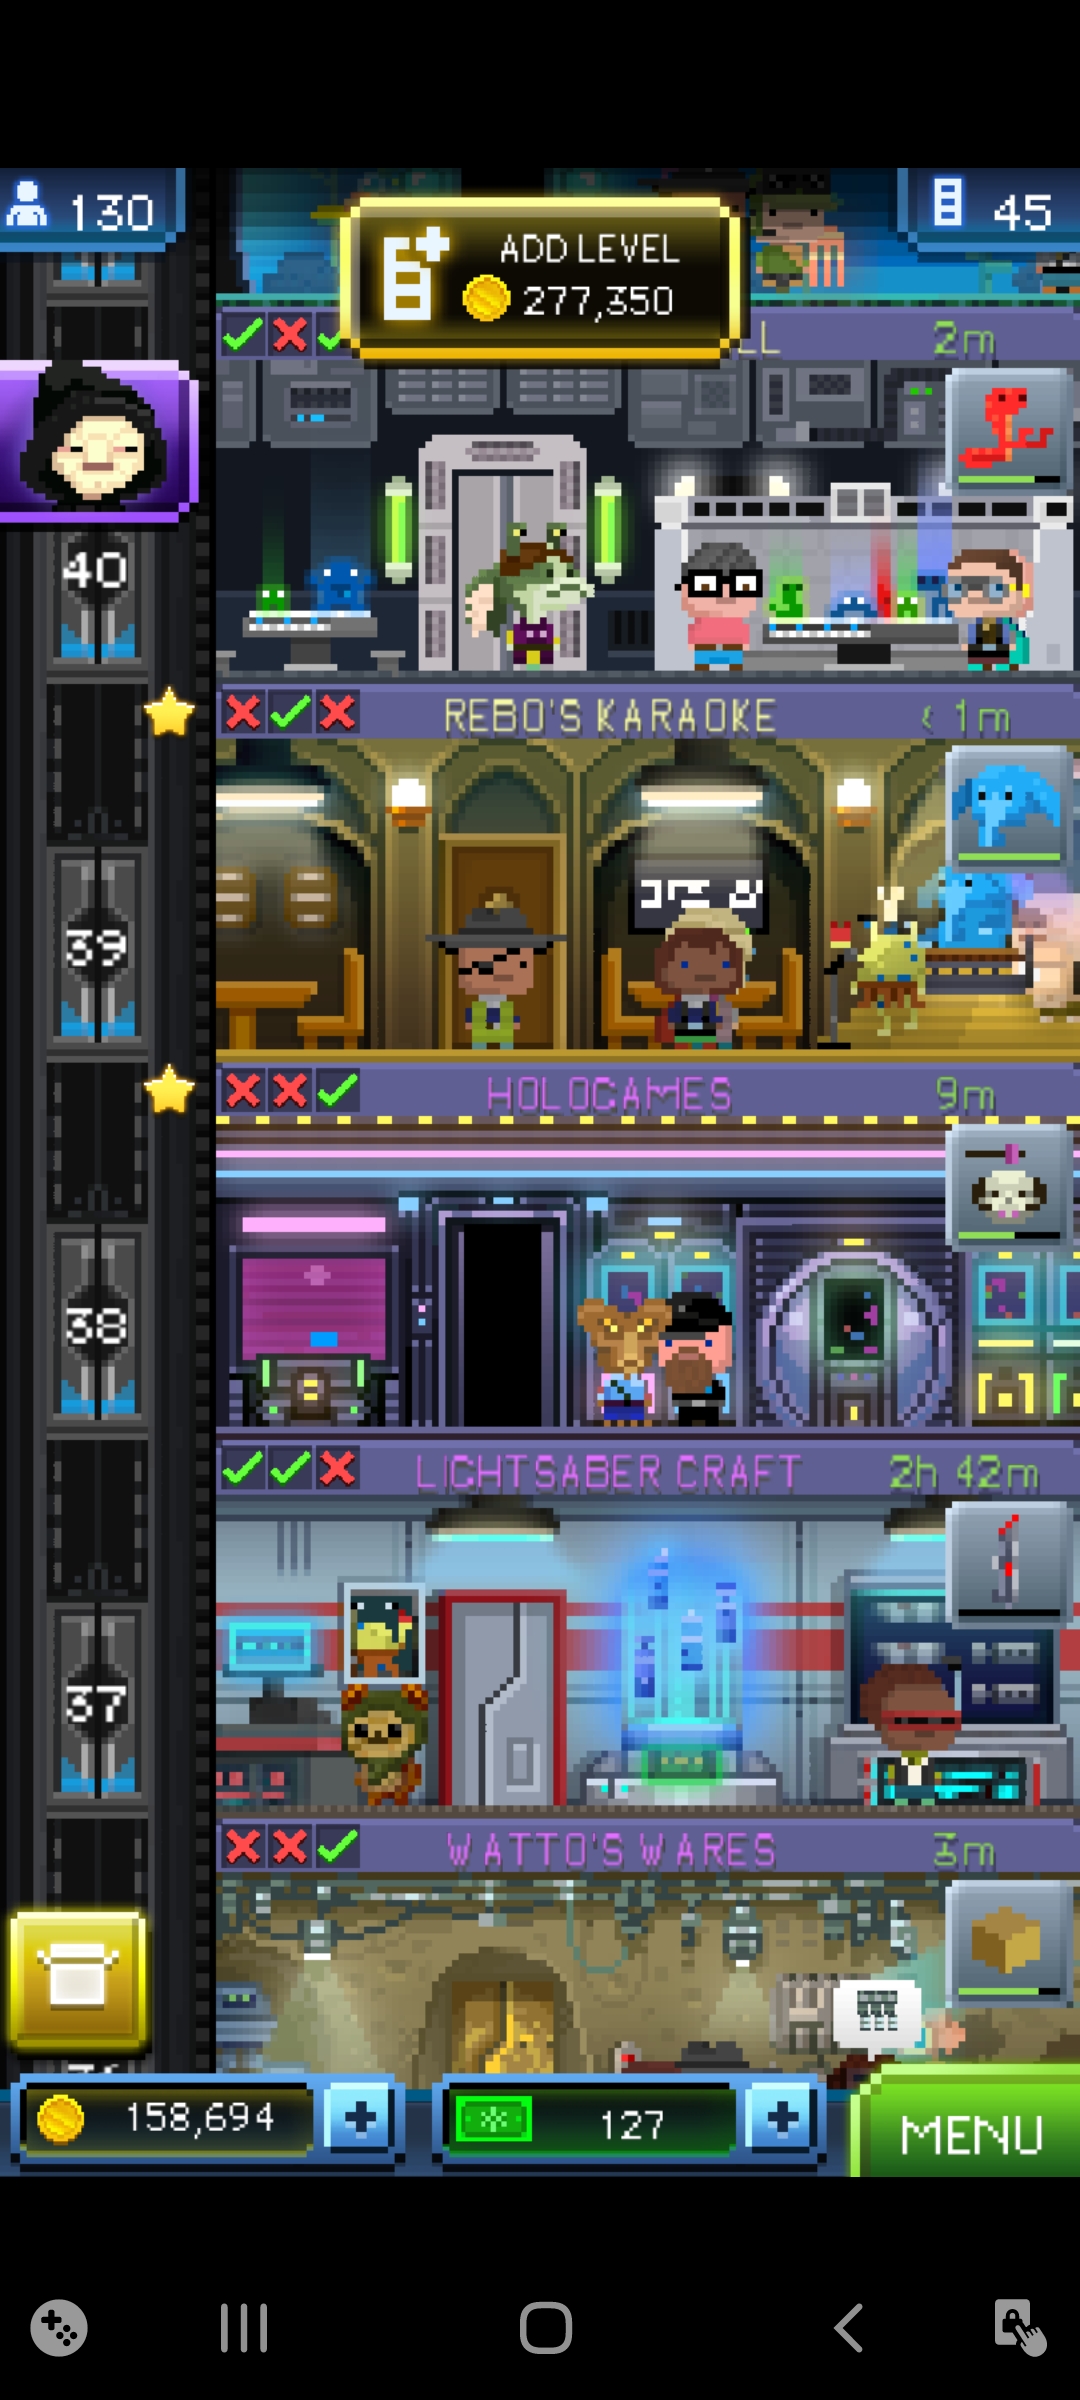 130
ADD LEVEL
277,350
45
LL
2m
40
REBO'S KARAOKE
< 1m
39
HOLOGAMES
9m
38
LIGHTSABER CRAFT
2h 42m
37
WATTO'S WARES
3m
158,694
127
MENU